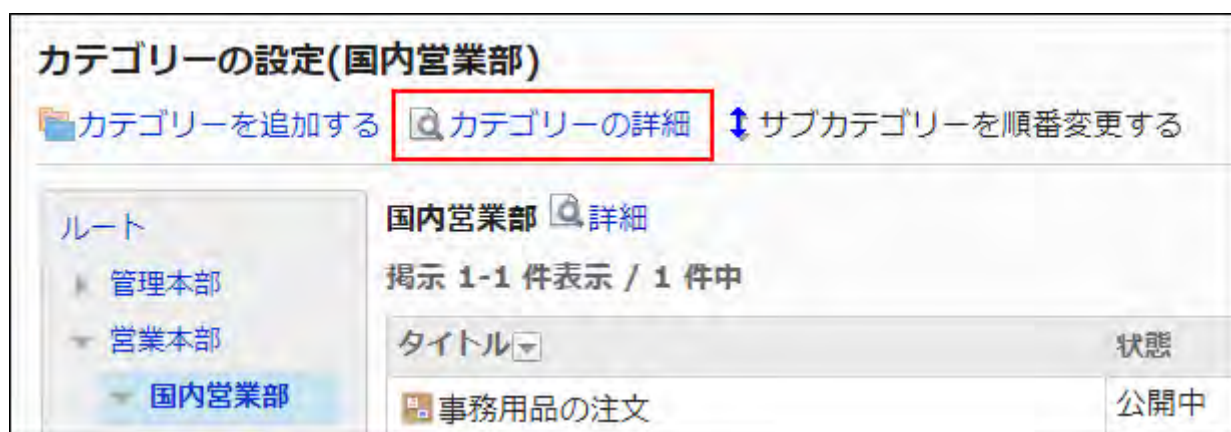 カテゴリーの設定(国内営業部)
カテゴリーを追加する カテゴリーの詳細 サブカテゴリーを順番変更する
ルート
管理本部
営業本部
国内営業部
国内営業部 詳細
掲示 1-1 件表示 / 1 件中
タイトル 状態
事務用品の注文 公開中